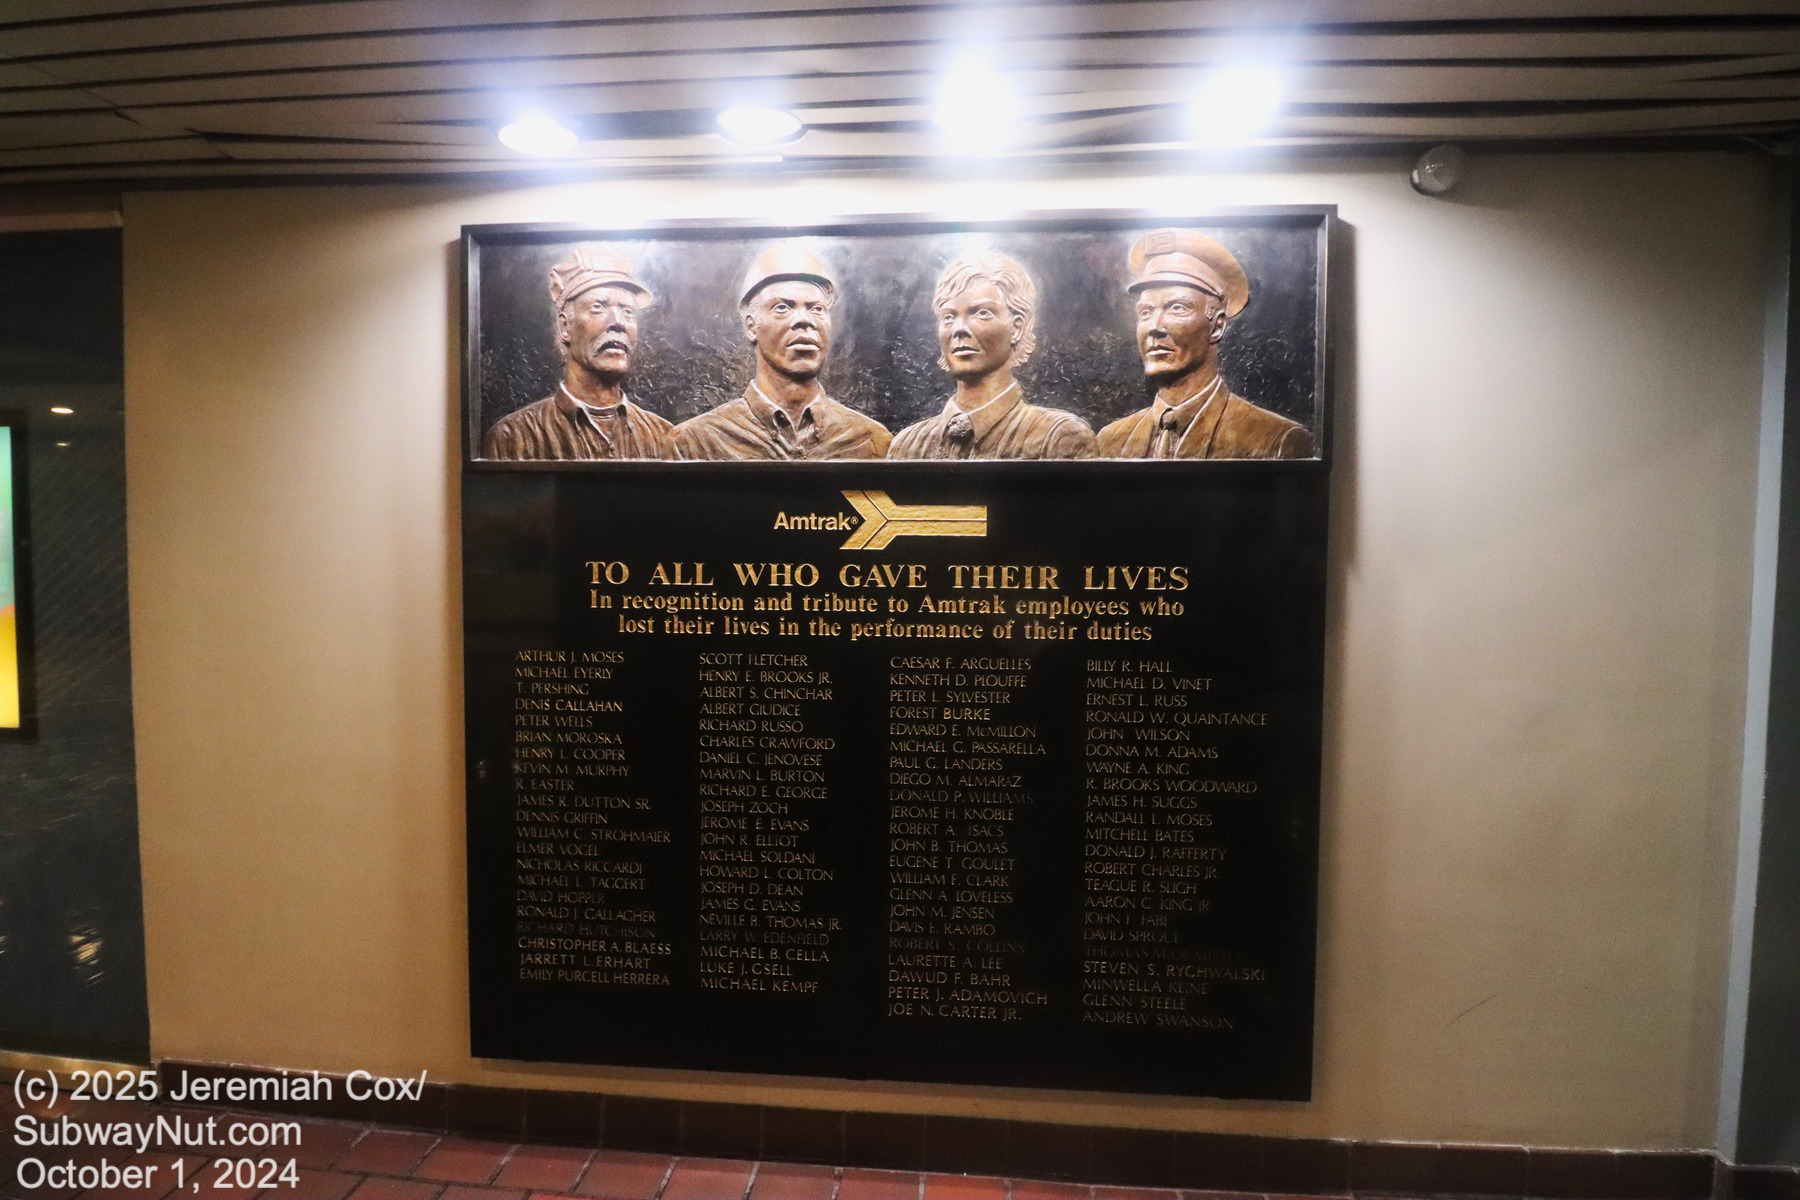 Amtrak®
TO ALL WHO GAVE THEIR LIVES
In recognition and tribute to Amtrak employees who
lost their lives in the performance of their duties
ARTHUR J. MOSES
MICHAEL EYERLY
T. PERSHING
DENIS CALLAHAN
PETER WELLS
BRIAN MOROSKA
HENRY L. COOPER
KEVIN M. MURPHY
R. EASTER
JAMES R. DUTTON SR.
DENNIS GRIFFIN
WILLIAM C. STROHMAIER
ELMER VOGEL
NICHOLAS RICCARDI
MICHAEL L. TAGGERT
DAVID HOPPER
RONALD J. GALLAGHER
RICHARD HUTCHISON
CHRISTOPHER A. BLAESS
JARRETT L. ERHART
EMILY PURCELL HERRERA
SCOTT FLETCHER
HENRY E. BROOKS JR.
ALBERT S. CHINCHAR
ALBERT GIUDICE
RICHARD RUSSO
CHARLES CRAWFORD
DANIEL C. JENOVESE
MARVIN L. BURTON
RICHARD E. GEORGE
JOSEPH ZOCH
JEROME E. EVANS
JOHN R. ELLIOT
MICHAEL SOLDANI
HOWARD L. COLTON
JOSEPH D. DEAN
JAMES G. EVANS
NEVILLE B. THOMAS JR.
LARRY W. EDENFIELD
MICHAEL B. CELLA
LUKE J. GSELL
MICHAEL KEMPF
CAESAR F. ARGUELLES
KENNETH D. PLOUFFE
PETER L. SYLVESTER
FOREST BURKE
EDWARD E. McMILLON
MICHAEL G. PASSARELLA
PAUL G. LANDERS
DIEGO M. ALMARAZ
DONALD P. WILLIAMS
JEROME H. KNOBLE
ROBERT A. ISACS
JOHN B. THOMAS
EUGENE T. GOULET
WILLIAM F. CLARK
GLENN A. LOVELESS
JOHN M. JENSEN
DAVIS E. RAMBO
ROBERT S. COLLINS
LAURETTE A. LEE
DAWUD F. BAHR
PETER J. ADAMOVICH
JOE N. CARTER JR.
BILLY R. HALL
MICHAEL D. VINET
ERNEST L. RUSS
RONALD W. QUAINTANCE
JOHN WILSON
DONNA M. ADAMS
WAYNE A. KING
R. BROOKS WOODWARD
JAMES H. SUGGS
RANDALL L. MOSES
MITCHELL BATES
DONALD J. RAFFERTY
ROBERT CHARLES JR.
TEAGUE R. SLIGH
AARON C. KING JR
JOHN F. FABE
DAVID SPROUT
THOMAS M. ORMISTON
STEVEN S. RYCHWALSKI
MINWELLA KLINE
GLENN STEELE
ANDREW SWANSON
(c) 2025 Jeremiah Cox/
SubwayNut.com
October 1, 2024